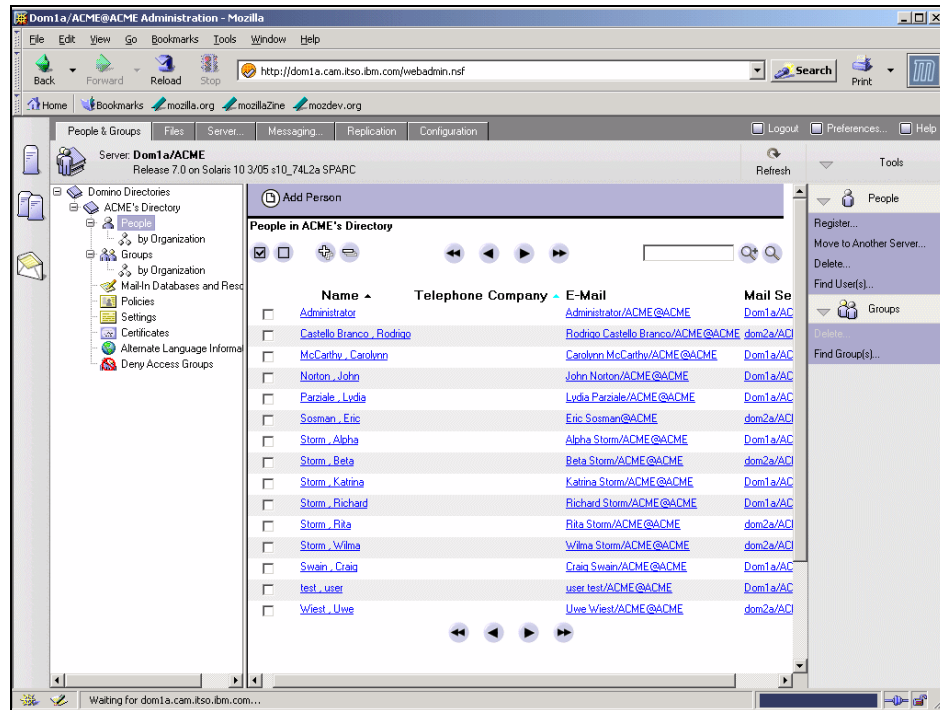 Dom1a/ACME@ACME Administration - Mozilla
File Edit View Go Bookmarks Tools Window Help
Back Forward Reload Stop http://dom1a.cam.itso.ibm.com/webadmin.nsf Search Print
Home Bookmarks mozilla.org mozillaZine mozdev.org
People & Groups Files Server... Messaging... Replication Configuration Logout Preferences... Help
Server: Dom1a/ACME
Release 7.0 on Solaris 10 3/05 s10_74L2a SPARC
Refresh
Tools
Domino Directories
ACME's Directory
People
by Organization
Groups
by Organization
Mail-In Databases and Resc
Policies
Settings
Certificates
Alternate Language Informa
Deny Access Groups
Add Person
People in ACME's Directory
Name Telephone Company E-Mail Mail Se
Administrator Administrator/ACME@ACME Dom1a/AC
Castello Branco , Rodrigo Rodrigo Castello Branco/ACME@ACME dom2a/ACI
McCarthy , Carolynn Carolynn McCarthy/ACME@ACME Dom1a/AC
Norton , John John Norton/ACME@ACME Dom1a/AC
Parziale , Lydia Lydia Parziale/ACME@ACME Dom1a/AC
Sosman , Eric Eric Sosman@ACME dom2a/ACI
Storm , Alpha Alpha Storm/ACME@ACME Dom1a/AC
Storm , Beta Beta Storm/ACME@ACME dom2a/ACI
Storm , Katrina Katrina Storm/ACME@ACME Dom1a/AC
Storm , Richard Richard Storm/ACME@ACME Dom1a/AC
Storm , Rita Rita Storm/ACME@ACME dom2a/ACI
Storm , Wilma Wilma Storm/ACME@ACME dom2a/ACI
Swain , Craig Craig Swain/ACME@ACME Dom1a/AC
test , user user test/ACME@ACME Dom1a/AC
Wiest , Uwe Uwe Wiest/ACME@ACME dom2a/ACI
People
Register...
Move to Another Server...
Delete...
Find User(s)...
Groups
Delete...
Find Group(s)...
Waiting for dom1a.cam.itso.ibm.com...